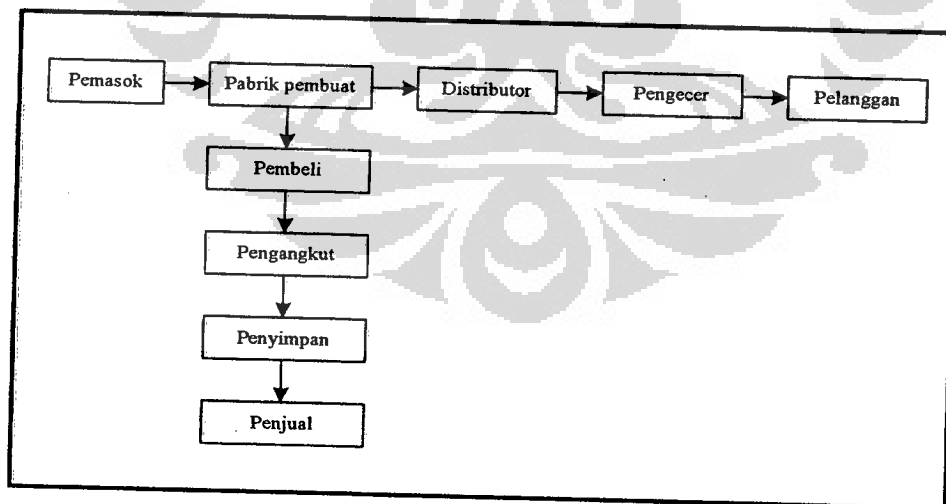 Pemasok
Pabrik pembuat
Distributor
Pengecer
Pelanggan
Pembeli
Pengangkut
Penyimpan
Penjual